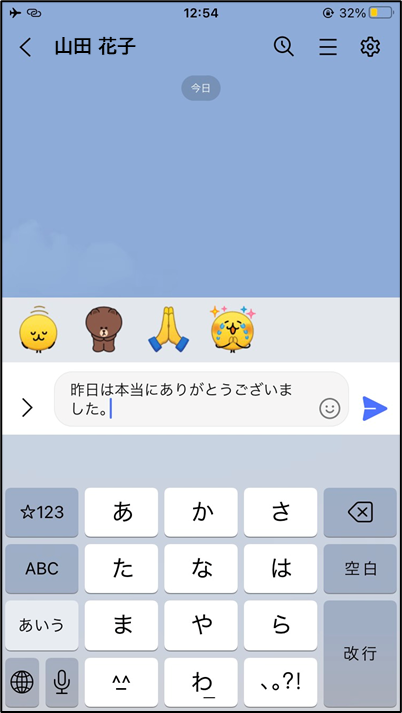 12:54
32%
山田 花子
今日
昨日は本当にありがとうございま
した。
☆123
あ
か
さ
ABC
た
な
は
空白
あいう
ま
や
ら
改行
^^
わ
、。?!